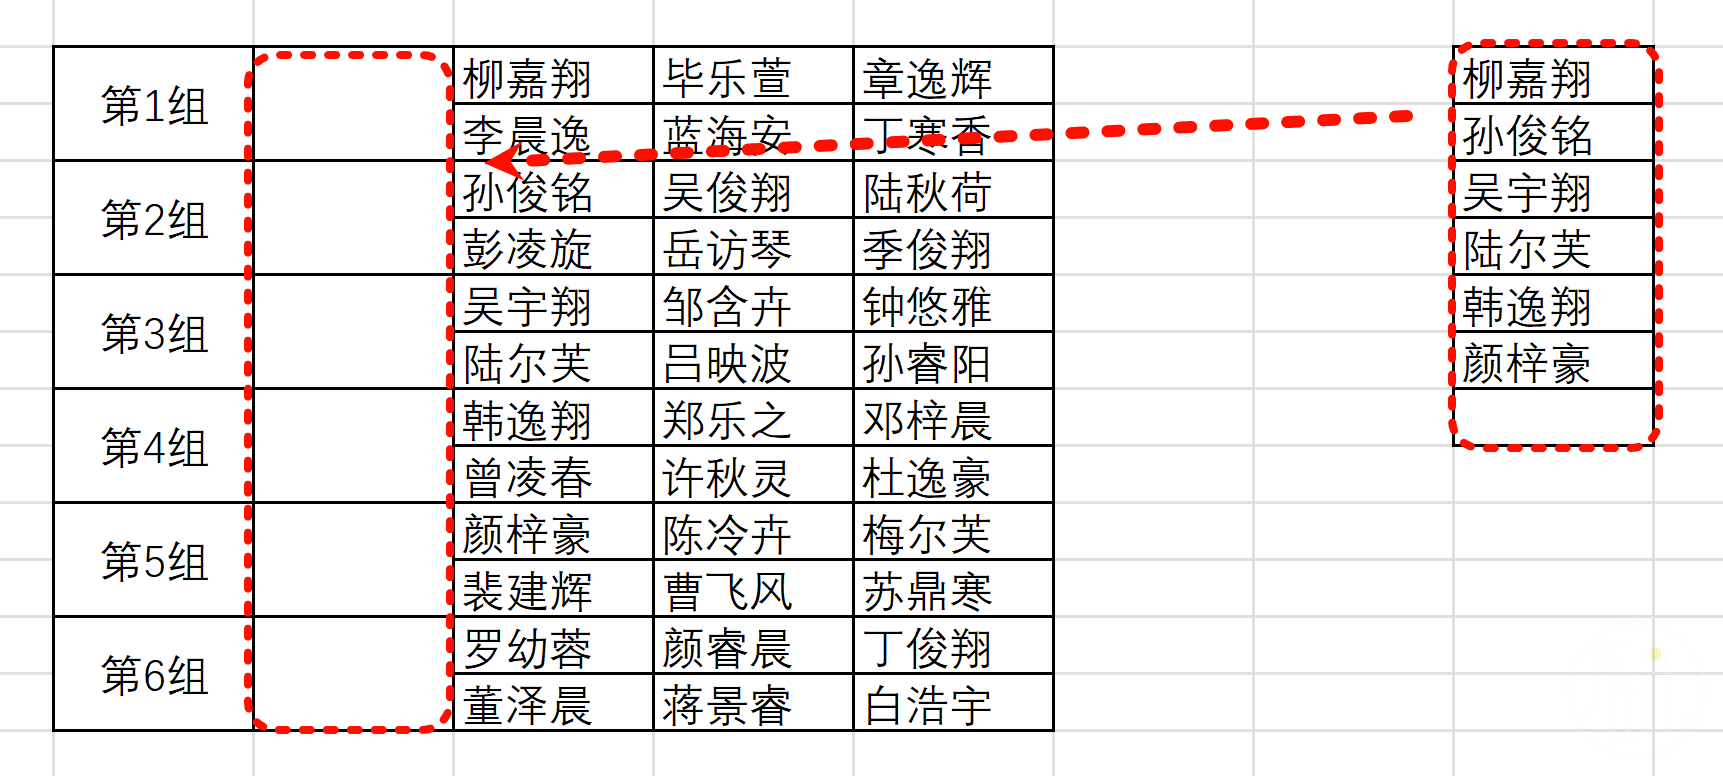 第1组 柳嘉翔 毕乐萱 章逸辉 柳嘉翔
李晨逸 蓝海安 丁寒香 孙俊铭
第2组 孙俊铭 吴俊翔 陆秋荷 吴宇翔
彭凌旋 岳访琴 季俊翔 陆尔芙
第3组 吴宇翔 邹含卉 钟悠雅 韩逸翔
陆尔芙 吕映波 孙睿阳 颜梓豪
第4组 韩逸翔 郑乐之 邓梓晨
曾凌春 许秋灵 杜逸豪
第5组 颜梓豪 陈冷卉 梅尔芙
裴建辉 曹飞风 苏鼎寒
第6组 罗幼蓉 颜睿晨 丁俊翔
董泽晨 蒋景睿 白浩宇